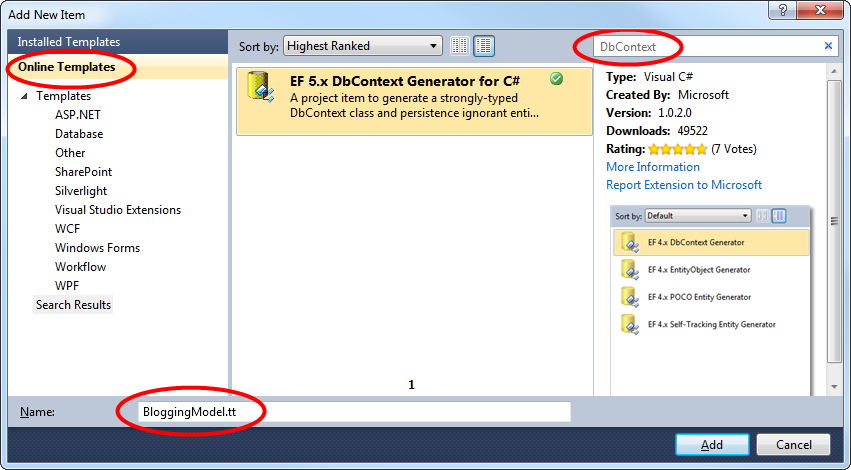 Add New Item
?
Installed Templates
Online Templates
Templates
ASP.NET
Database
Other
SharePoint
Silverlight
Visual Studio Extensions
WCF
Windows Forms
Workflow
WPF
Search Results
Sort by: Highest Ranked
EF 5.x DbContext Generator for C#
A project item to generate a strongly-typed
DbContext class and persistence ignorant enti...
1
DbContext
Type: Visual C#
Created By: Microsoft
Version: 1.0.2.0
Downloads: 49522
Rating: (7 Votes)
More Information
Report Extension to Microsoft
Sort by: Default
EF 4.x DbContext Generator
EF 4.x EntityObject Generator
EF 4.x POCO Entity Generator
EF 4.x Self-Tracking Entity Generator
Name: BloggingModel.tt
Add Cancel